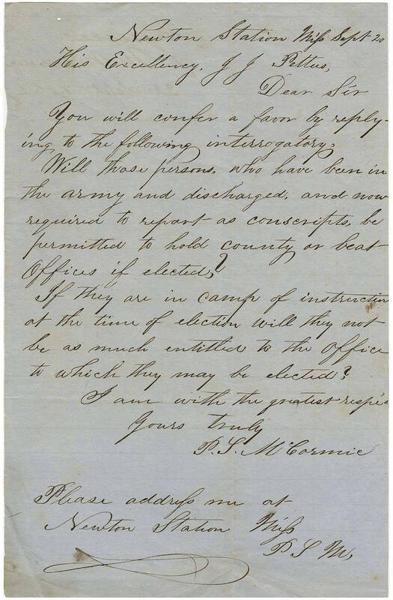 Newton Station Miss Sept 20
His Excellency, J J Pettus,
Dear Sir
You will confer a favor by reply-
ing to the following interrogatory.
Will those persons, who have been in
the army and discharged, and now
required to report as conscripts, be
permitted to hold county or beat
Offices if elected?
If they are in camp of instruction
at the time of election will they not
be as much entitled to the Office
to which they may be elected?
I am with the greatest respec
Yours truly
P. S. McCormic
Please address me at
Newton Station Miss
P S M,